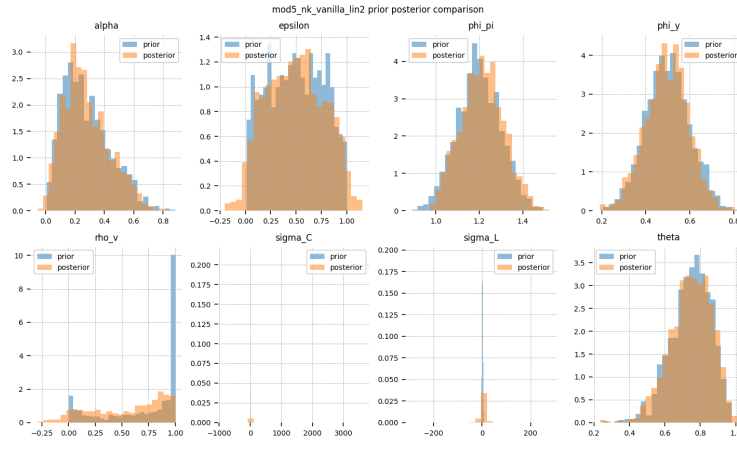 mod5_nk_vanilla_lin2 prior posterior comparison
alpha
epsilon
phi_pi
phi_y
prior
posterior
prior
posterior
prior
posterior
prior
posterior
3.0
2.5
2.0
1.5
1.0
0.5
0.0
0.0 0.2 0.4 0.6 0.8
1.4
1.2
1.0
0.8
0.6
0.4
0.2
0.0
−0.25 0.00 0.25 0.50 0.75 1.00
4
3
2
1
0
1.0 1.2 1.4
4
3
2
1
0
0.2 0.4 0.6 0.8
rho_v
sigma_C
sigma_L
theta
prior
posterior
prior
posterior
prior
posterior
prior
posterior
10
8
6
4
2
0
−0.25 0.00 0.25 0.50 0.75 1.00
0.200
0.175
0.150
0.125
0.100
0.075
0.050
0.025
0.000
−1000 0 1000 2000 3000
0.200
0.175
0.150
0.125
0.100
0.075
0.050
0.025
0.000
−200 0 200
3.5
3.0
2.5
2.0
1.5
1.0
0.5
0.0
0.2 0.4 0.6 0.8 1.0